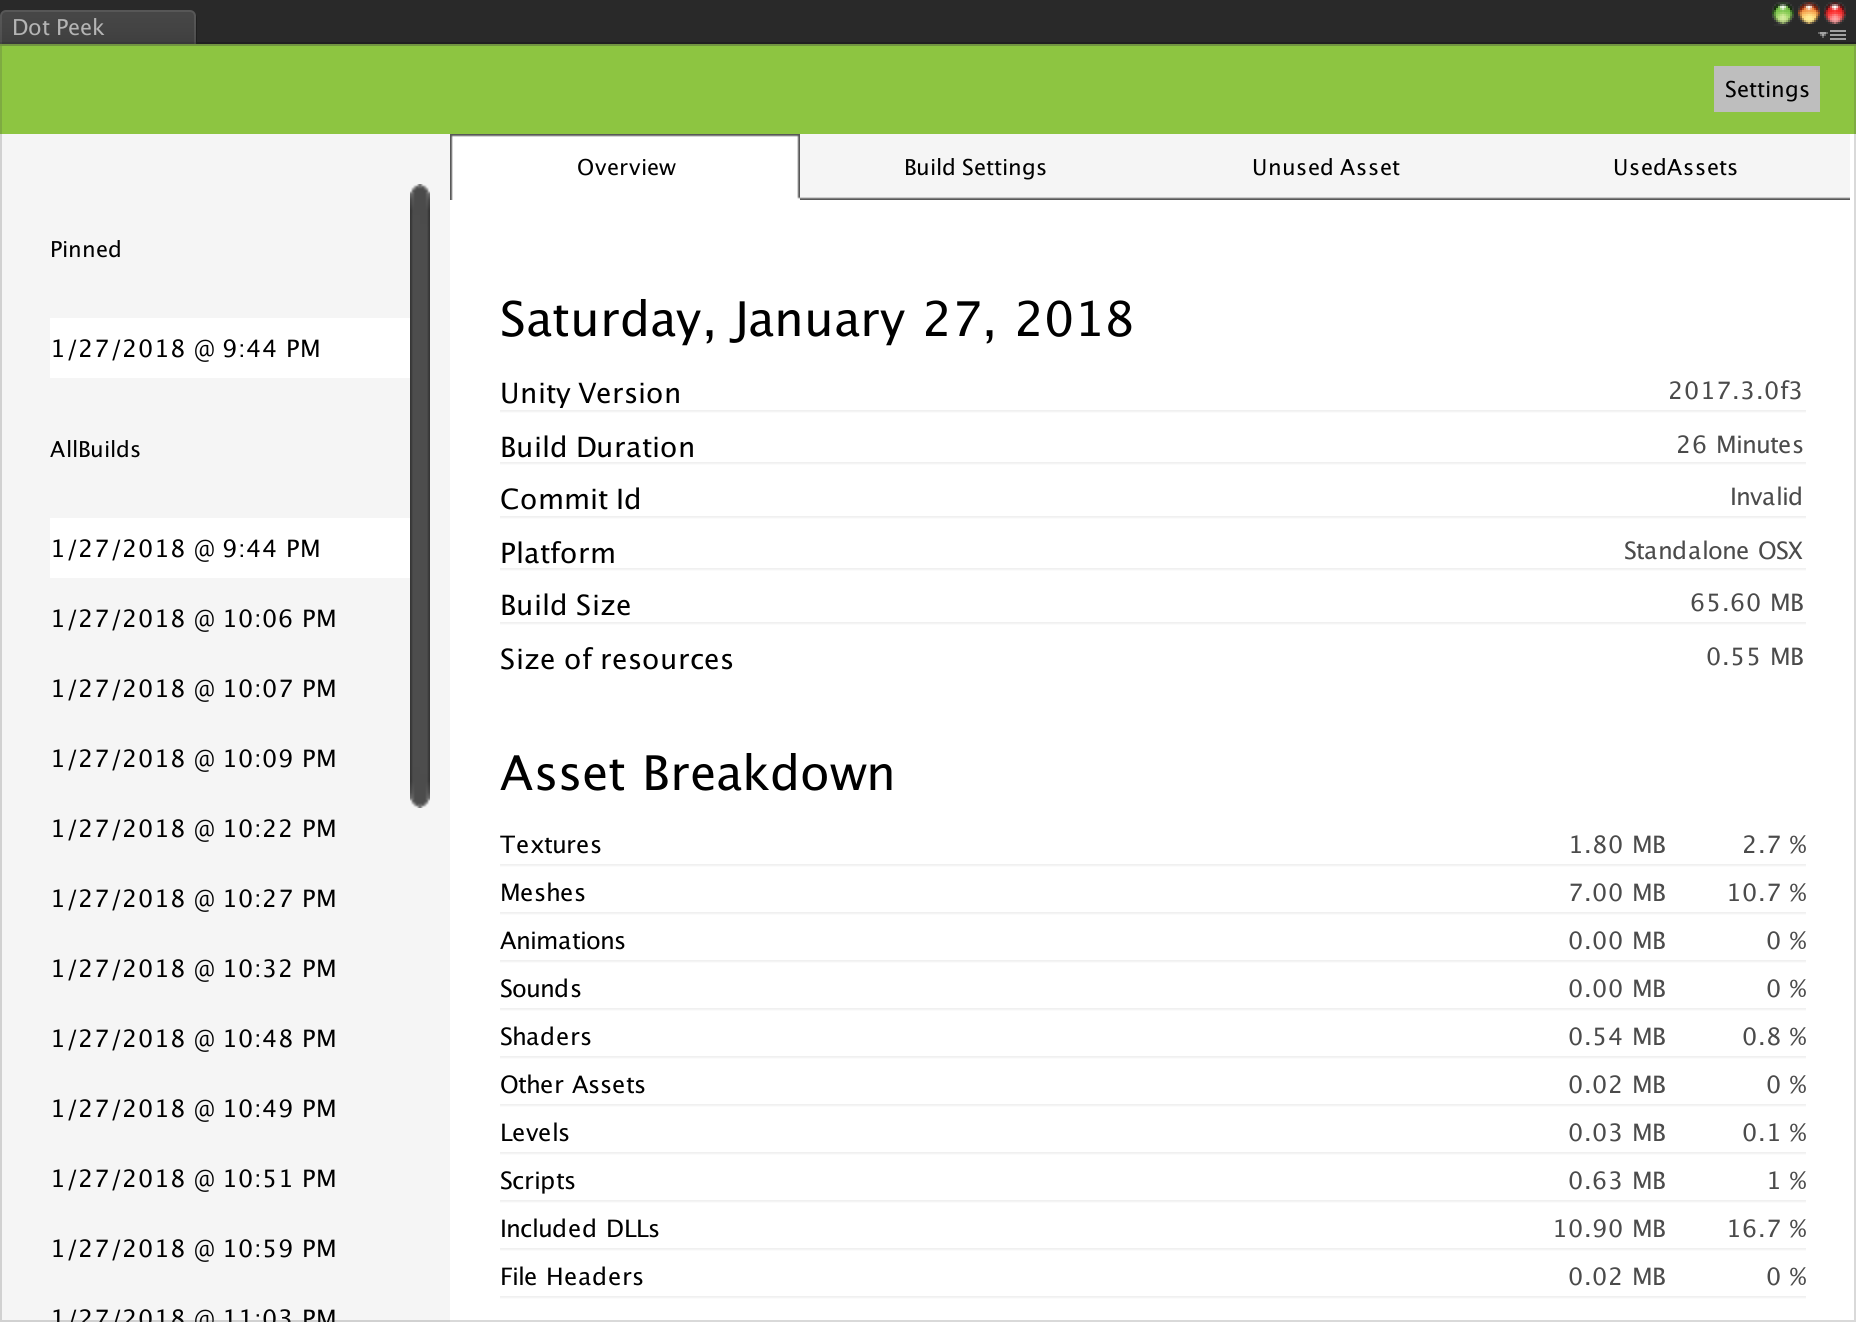 Dot Peek
Settings
Overview
Build Settings
Unused Asset
UsedAssets
Pinned
1/27/2018 @ 9:44 PM
AllBuilds
1/27/2018 @ 9:44 PM
1/27/2018 @ 10:06 PM
1/27/2018 @ 10:07 PM
1/27/2018 @ 10:09 PM
1/27/2018 @ 10:22 PM
1/27/2018 @ 10:27 PM
1/27/2018 @ 10:32 PM
1/27/2018 @ 10:48 PM
1/27/2018 @ 10:49 PM
1/27/2018 @ 10:51 PM
1/27/2018 @ 10:59 PM
1/27/2018 @ 11:03 PM
Saturday, January 27, 2018
Unity Version 2017.3.0f3
Build Duration 26 Minutes
Commit Id Invalid
Platform Standalone OSX
Build Size 65.60 MB
Size of resources 0.55 MB
Asset Breakdown
Textures 1.80 MB 2.7 %
Meshes 7.00 MB 10.7 %
Animations 0.00 MB 0 %
Sounds 0.00 MB 0 %
Shaders 0.54 MB 0.8 %
Other Assets 0.02 MB 0 %
Levels 0.03 MB 0.1 %
Scripts 0.63 MB 1 %
Included DLLs 10.90 MB 16.7 %
File Headers 0.02 MB 0 %